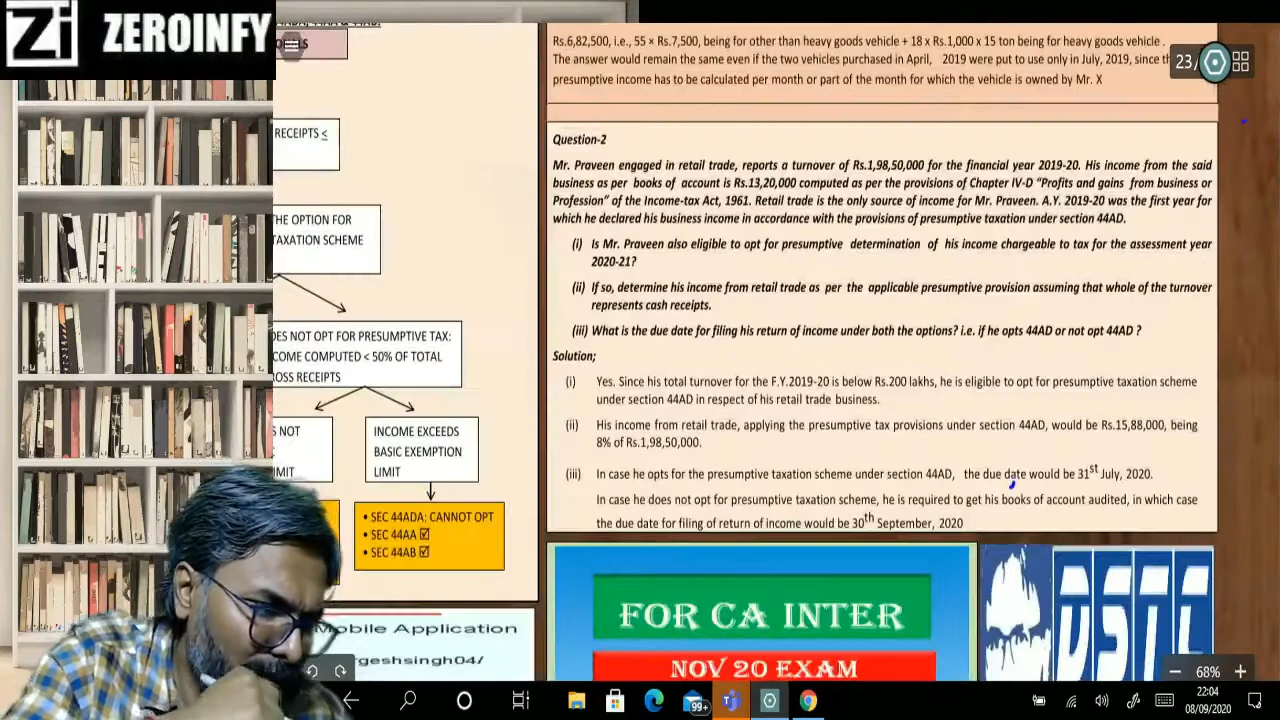 Zi ZEROINFY
RECEIPTS ≤
THE OPTION FOR
TAXATION SCHEME
OES NOT OPT FOR PRESUMPTIVE TAX:
COME COMPUTED < 50% OF TOTAL
OSS RECEIPTS
S NOT
IMIT
INCOME EXCEEDS
BASIC EXEMPTION
LIMIT
• SEC 44ADA: CANNOT OPT
• SEC 44AA ☑
• SEC 44AB ☑
Mobile Application
rgeshsingh04/
Rs.6,82,500, i.e., 55 × Rs.7,500, being for other than heavy goods vehicle + 18 x Rs.1,000 x 15 ton being for heavy goods vehicle .
The answer would remain the same even if the two vehicles purchased in April, 2019 were put to use only in July, 2019, since th
presumptive income has to be calculated per month or part of the month for which the vehicle is owned by Mr. X
23/
Question-2
Mr. Praveen engaged in retail trade, reports a turnover of Rs.1,98,50,000 for the financial year 2019-20. His income from the said
business as per books of account is Rs.13,20,000 computed as per the provisions of Chapter IV-D “Profits and gains from business or
Profession” of the Income-tax Act, 1961. Retail trade is the only source of income for Mr. Praveen. A.Y. 2019-20 was the first year for
which he declared his business income in accordance with the provisions of presumptive taxation under section 44AD.
(i) Is Mr. Praveen also eligible to opt for presumptive determination of his income chargeable to tax for the assessment year
2020-21?
(ii) If so, determine his income from retail trade as per the applicable presumptive provision assuming that whole of the turnover
represents cash receipts.
(iii) What is the due date for filing his return of income under both the options? i.e. if he opts 44AD or not opt 44AD ?
Solution;
(i) Yes. Since his total turnover for the F.Y.2019-20 is below Rs.200 lakhs, he is eligible to opt for presumptive taxation scheme
under section 44AD in respect of his retail trade business.
(ii) His income from retail trade, applying the presumptive tax provisions under section 44AD, would be Rs.15,88,000, being
8% of Rs.1,98,50,000.
(iii) In case he opts for the presumptive taxation scheme under section 44AD, the due date would be 31st July, 2020.
In case he does not opt for presumptive taxation scheme, he is required to get his books of account audited, in which case
the due date for filing of return of income would be 30th September, 2020
FOR CA INTER
NOV 20 EXAM
68%
99+
22:04
08/09/2020